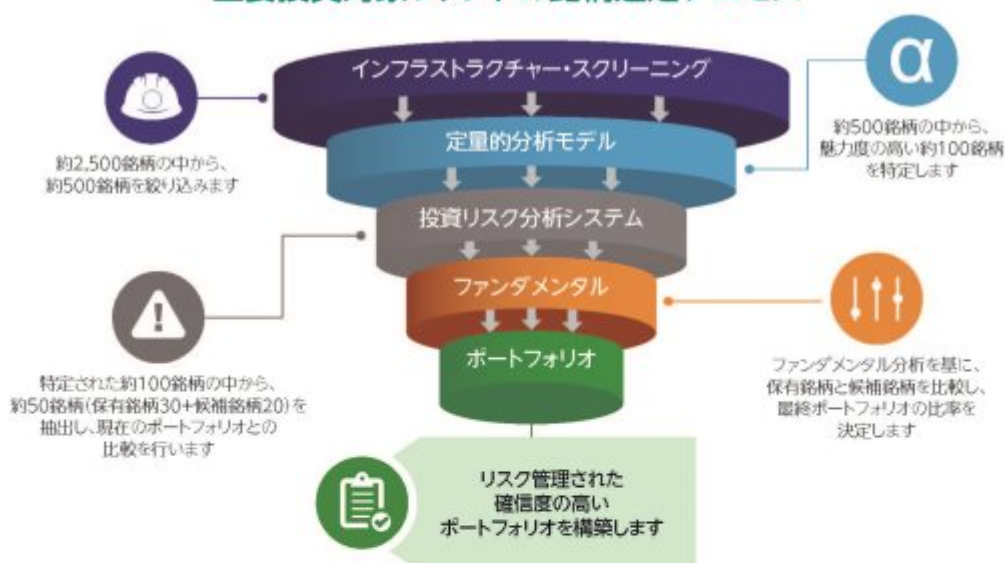 インフラストラクチャー・スクリーニング
定量的分析モデル
投資リスク分析システム
ファンダメンタル
ポートフォリオ
約2,500銘柄の中から、
約500銘柄を絞り込みます
α
約500銘柄の中から、
魅力度の高い約100銘柄
を特定します
特定された約100銘柄の中から、
約50銘柄(保有銘柄30+候補銘柄20)を
抽出し、現在のポートフォリオとの
比較を行います
ファンダメンタル分析を基に、
保有銘柄と候補銘柄を比較し、
最終ポートフォリオの比率を
決定します
リスク管理された
確信度の高い
ポートフォリオを構築します